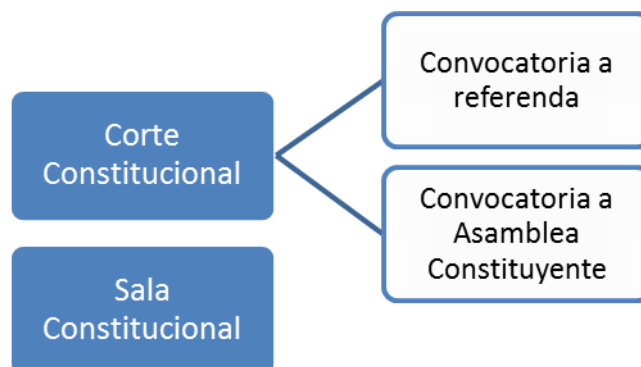 Corte
Constitucional
Convocatoria a
referenda
Convocatoria a
Asamblea
Constituyente
Sala
Constitucional